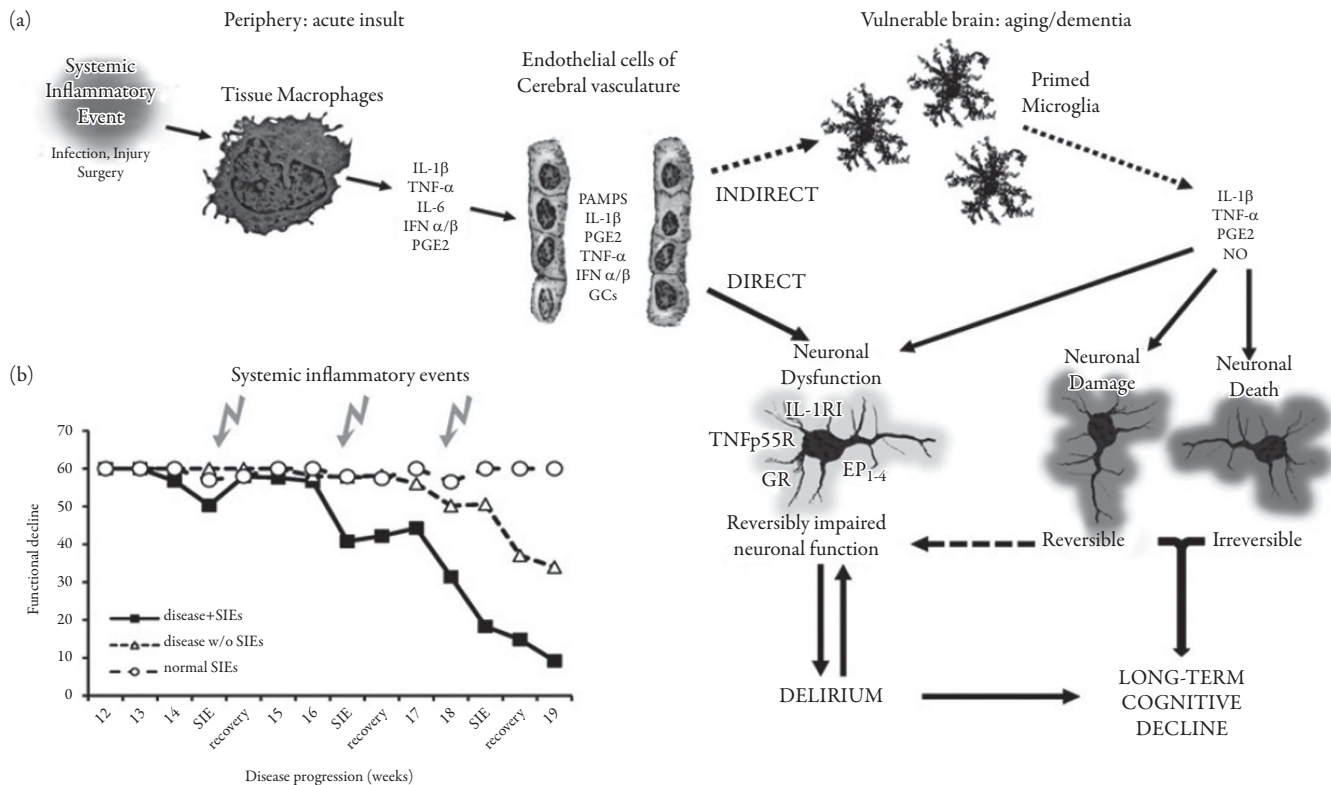 (a)
Periphery: acute insult
Vulnerable brain: aging/dementia
Systemic
Inflammatory
Event
Infection, Injury
Surgery
Tissue Macrophages
IL-1β
TNF-α
IL-6
IFN α/β
PGE2
Endothelial cells of
Cerebral vasculature
PAMPS
IL-1β
PGE2
TNF-α
IFN α/β
GCs
INDIRECT
DIRECT
Primed
Microglia
IL-1β
TNF-α
PGE2
NO
Neuronal
Dysfunction
IL-1RI
TNFp55R
GR
EP1-4
Reversibly impaired
neuronal function
Neuronal
Damage
Neuronal
Death
Reversible
Irreversible
DELIRIUM
LONG-TERM
COGNITIVE
DECLINE
(b)
Systemic inflammatory events
Functional decline
70
60
50
40
30
20
10
0
disease+SIEs
disease w/o SIEs
normal SIEs
12
13
14
SIE
recovery
15
16
SIE
recovery
17
18
SIE
recovery
19
Disease progression (weeks)